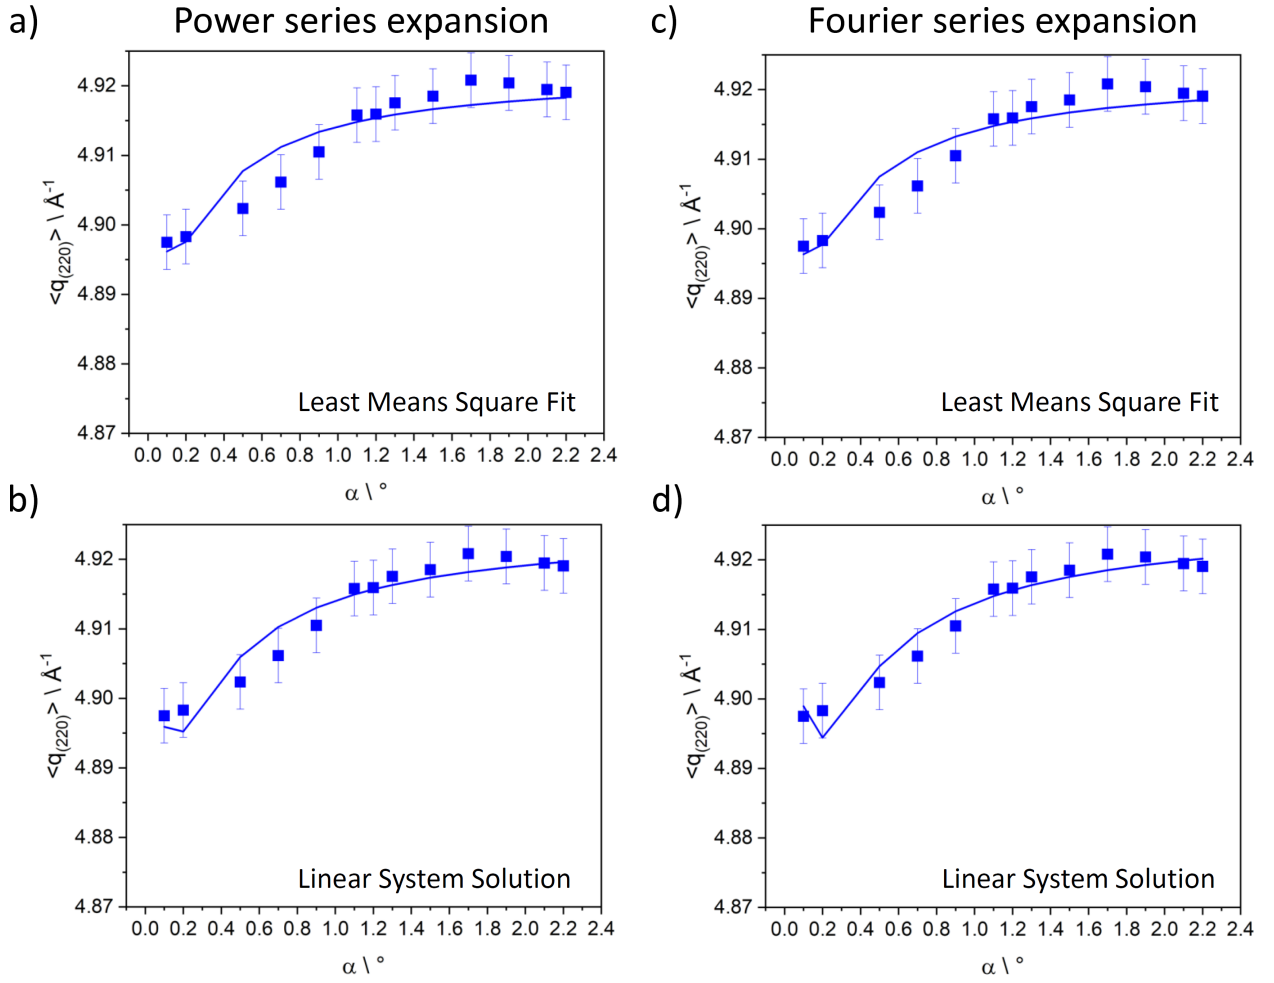 a)
Power series expansion
4.92
4.91
4.90
4.89
4.88
4.87
<q(220)> \ Å-1
Least Means Square Fit
0.0 0.2 0.4 0.6 0.8 1.0 1.2 1.4 1.6 1.8 2.0 2.2 2.4
α \ °
c)
Fourier series expansion
4.92
4.91
4.90
4.89
4.88
4.87
<q(220)> \ Å-1
Least Means Square Fit
0.0 0.2 0.4 0.6 0.8 1.0 1.2 1.4 1.6 1.8 2.0 2.2 2.4
α \ °
b)
4.92
4.91
4.90
4.89
4.88
4.87
<q(220)> \ Å-1
Linear System Solution
0.0 0.2 0.4 0.6 0.8 1.0 1.2 1.4 1.6 1.8 2.0 2.2 2.4
α \ °
d)
4.92
4.91
4.90
4.89
4.88
4.87
<q(220)> \ Å-1
Linear System Solution
0.0 0.2 0.4 0.6 0.8 1.0 1.2 1.4 1.6 1.8 2.0 2.2 2.4
α \ °